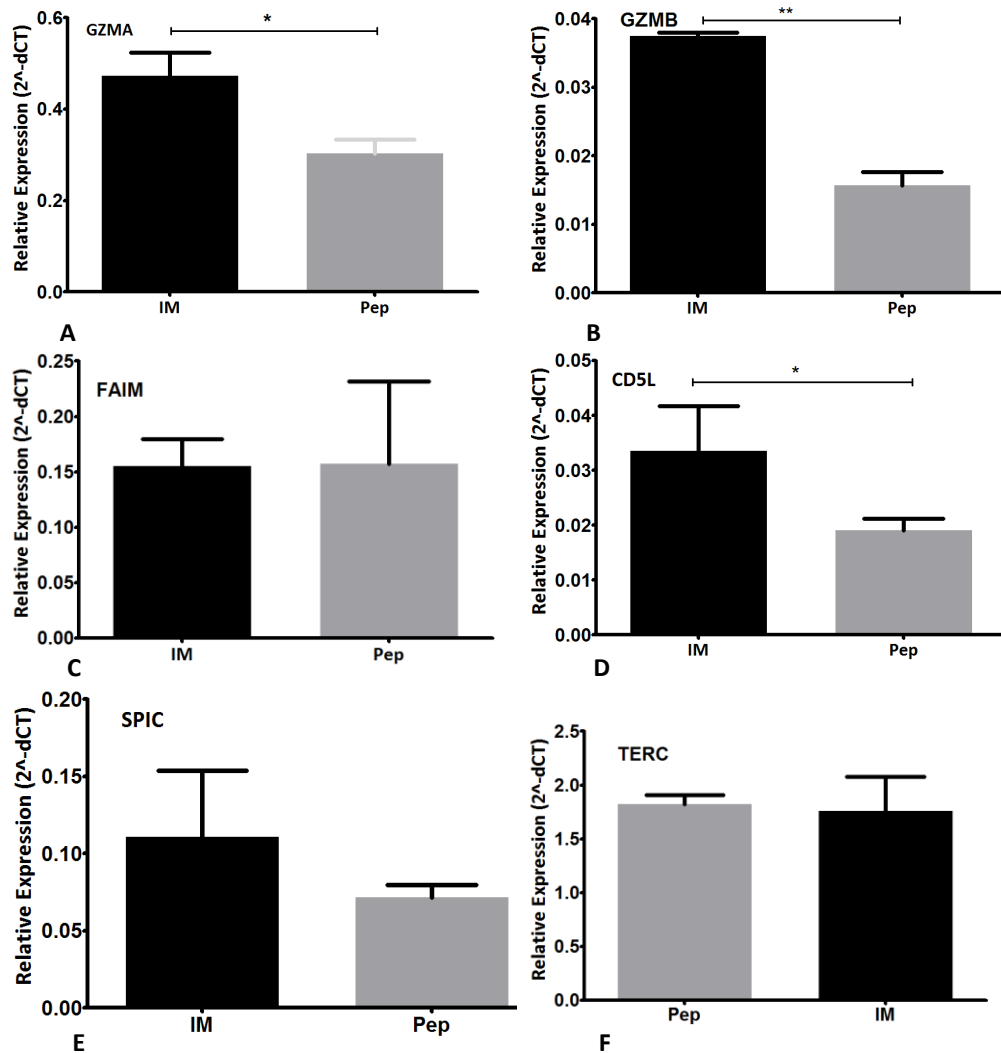 Relative Expression (2^-dCT)
GZMA
*
0.6
0.4
0.2
0.0
IM
Pep
A
Relative Expression (2^-dCT)
GZMB
**
0.04
0.03
0.02
0.01
0.00
IM
Pep
B
Relative Expression (2^-dCT)
FAIM
0.25
0.20
0.15
0.10
0.05
0.00
IM
Pep
C
Relative Expression (2^-dCT)
CD5L
*
0.05
0.04
0.03
0.02
0.01
0.00
IM
Pep
D
Relative Expression (2^-dCT)
SPIC
0.20
0.15
0.10
0.05
0.00
IM
Pep
E
Relative Expression (2^-dCT)
TERC
2.5
2.0
1.5
1.0
0.5
0.0
Pep
IM
F